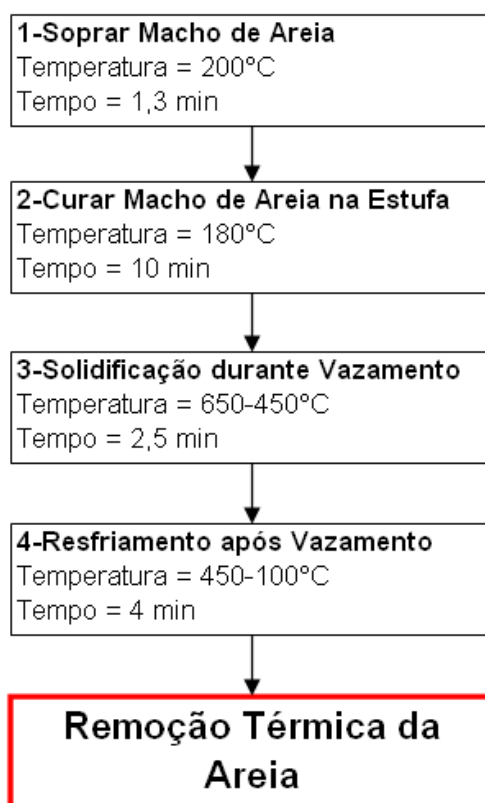 1-Soprar Macho de Areia
Temperatura = 200°C
Tempo = 1,3 min
2-Curar Macho de Areia na Estufa
Temperatura = 180°C
Tempo = 10 min
3-Solidificação durante Vazamento
Temperatura = 650-450°C
Tempo = 2,5 min
4-Resfriamento após Vazamento
Temperatura = 450-100°C
Tempo = 4 min
Remoção Térmica da
Areia